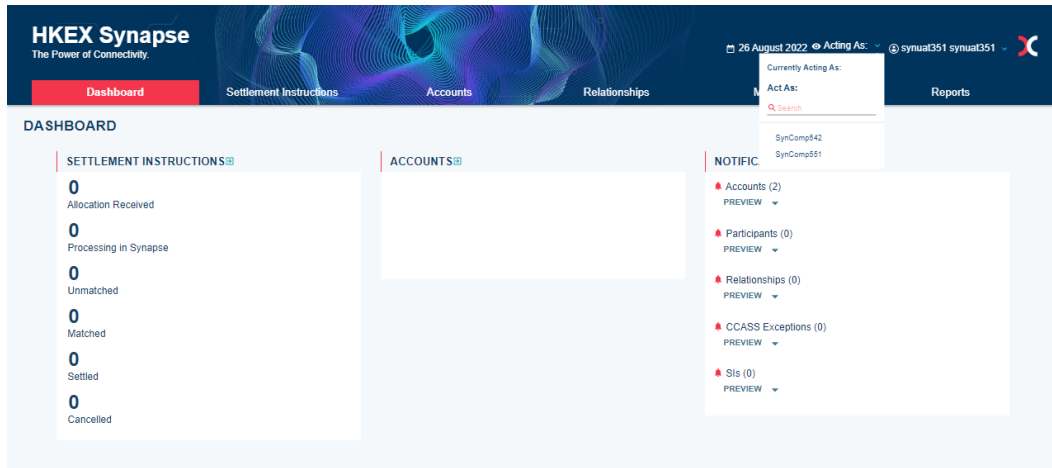 HKEX Synapse
The Power of Connectivity.
26 August 2022 Acting As: synuat351 synuat351
Currently Acting As:
Act As:
Search
SynComp542
SynComp551
Dashboard Settlement Instructions Accounts Relationships M Reports
DASHBOARD
SETTLEMENT INSTRUCTIONS
0
Allocation Received
0
Processing in Synapse
0
Unmatched
0
Matched
0
Settled
0
Cancelled
ACCOUNTS
NOTIFIC
Accounts (2)
PREVIEW
Participants (0)
PREVIEW
Relationships (0)
PREVIEW
CCASS Exceptions (0)
PREVIEW
SIs (0)
PREVIEW